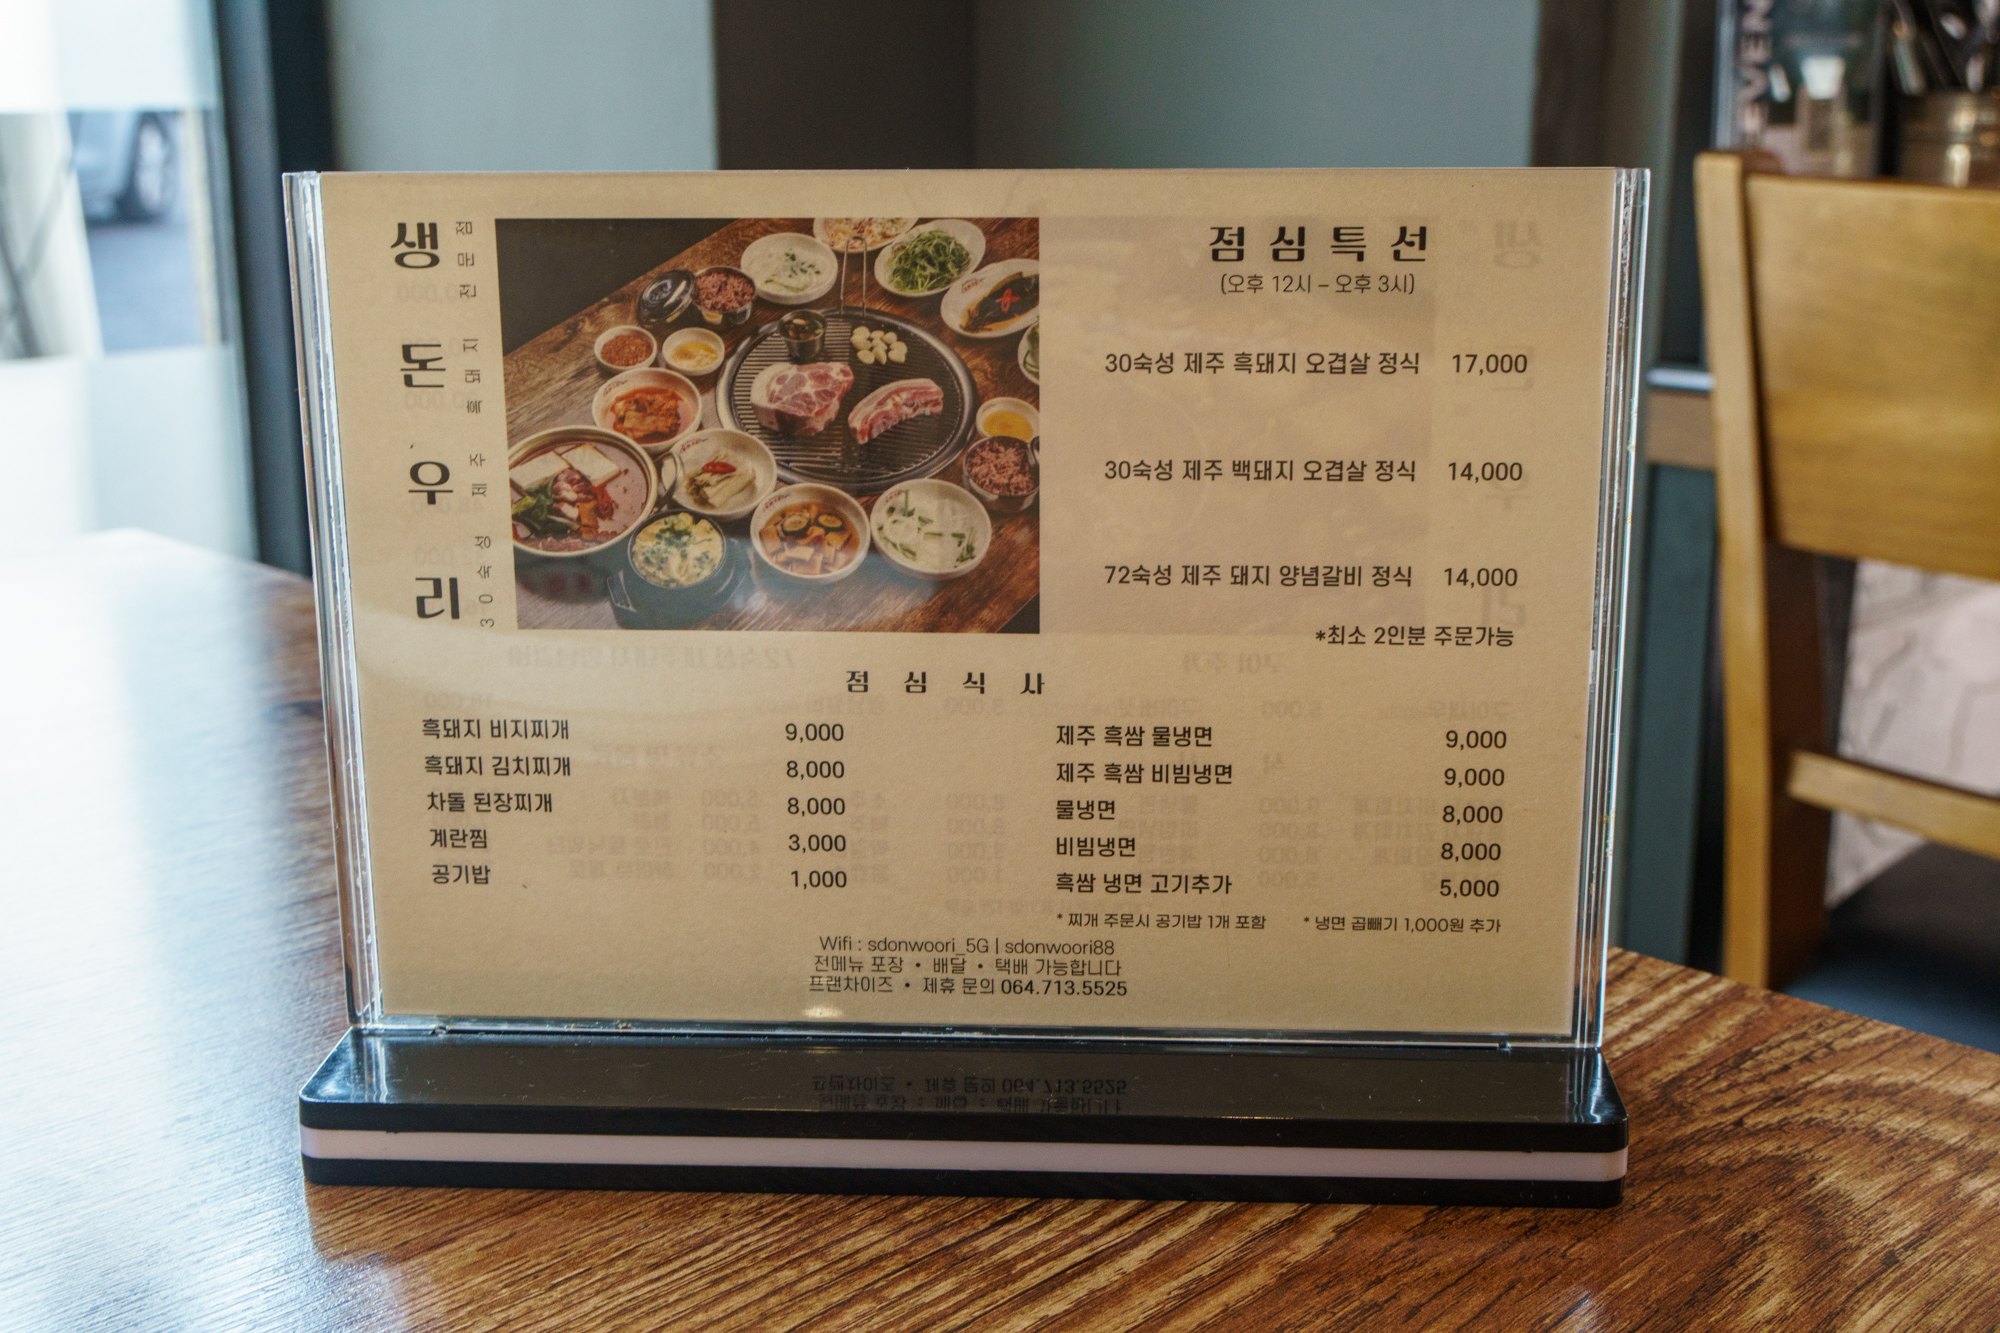 생돈우리
30숙성 제주 흑돼지 전문점
점심특선
(오후 12시 – 오후 3시)
30숙성 제주 흑돼지 오겹살 정식 17,000
30숙성 제주 백돼지 오겹살 정식 14,000
72숙성 제주 돼지 양념갈비 정식 14,000
*최소 2인분 주문가능
점심식사
흑돼지 비지찌개 9,000
흑돼지 김치찌개 8,000
차돌 된장찌개 8,000
계란찜 3,000
공기밥 1,000
제주 흑쌈 물냉면 9,000
제주 흑쌈 비빔냉면 9,000
물냉면 8,000
비빔냉면 8,000
흑쌈 냉면 고기추가 5,000
* 찌개 주문시 공기밥 1개 포함 * 냉면 곱빼기 1,000원 추가
Wifi : sdonwoori_5G | sdonwoori88
전메뉴 포장 • 배달 • 택배 가능합니다
프랜차이즈 • 제휴 문의 064.713.5525